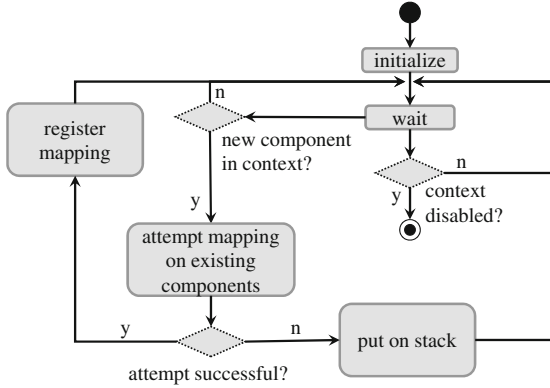 initialize
n
register
mapping
wait
new component
in context?
n
y
context
disabled?
y
attempt mapping
on existing
components
y
n
put on stack
attempt successful?